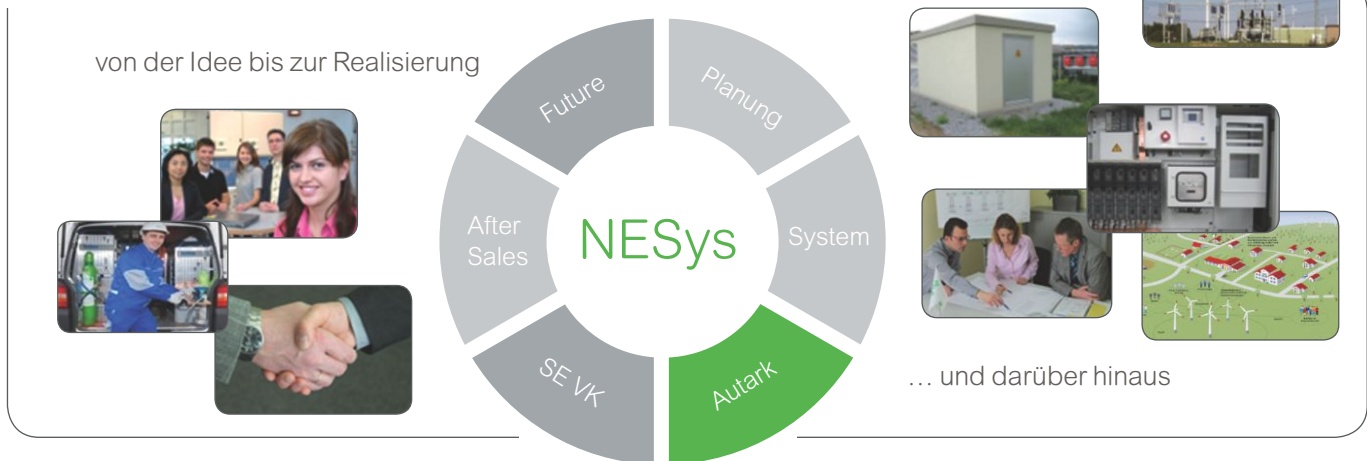 von der Idee bis zur Realisierung
Future
Planung
After
Sales
NESys
System
SE VK
Autark
… und darüber hinaus